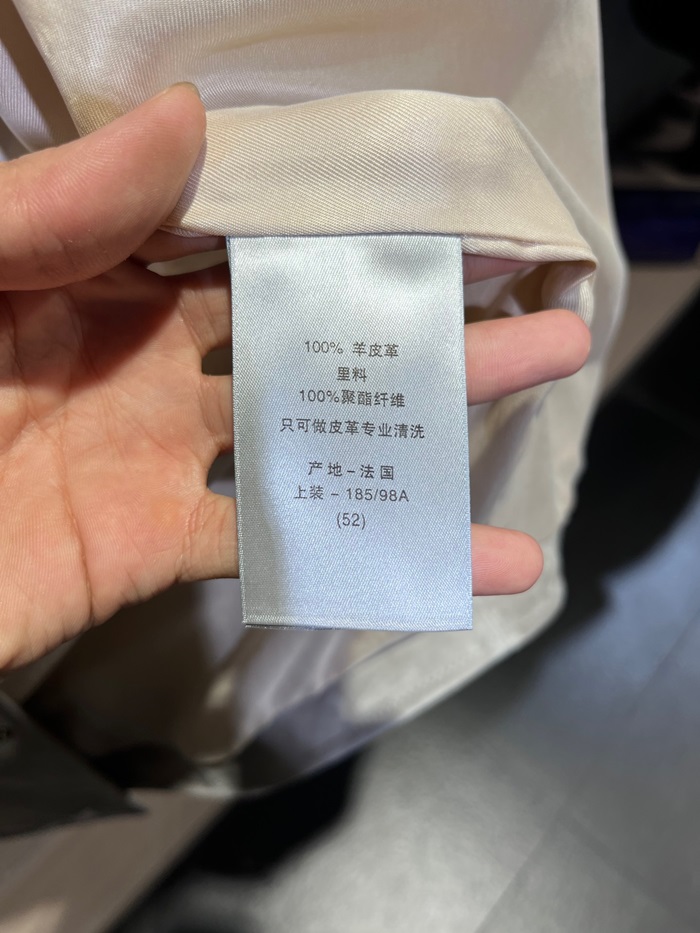 100% 羊皮革
里料
100%聚酯纤维
只可做皮革专业清洗
产地-法国
上装 - 185/98A
(52)